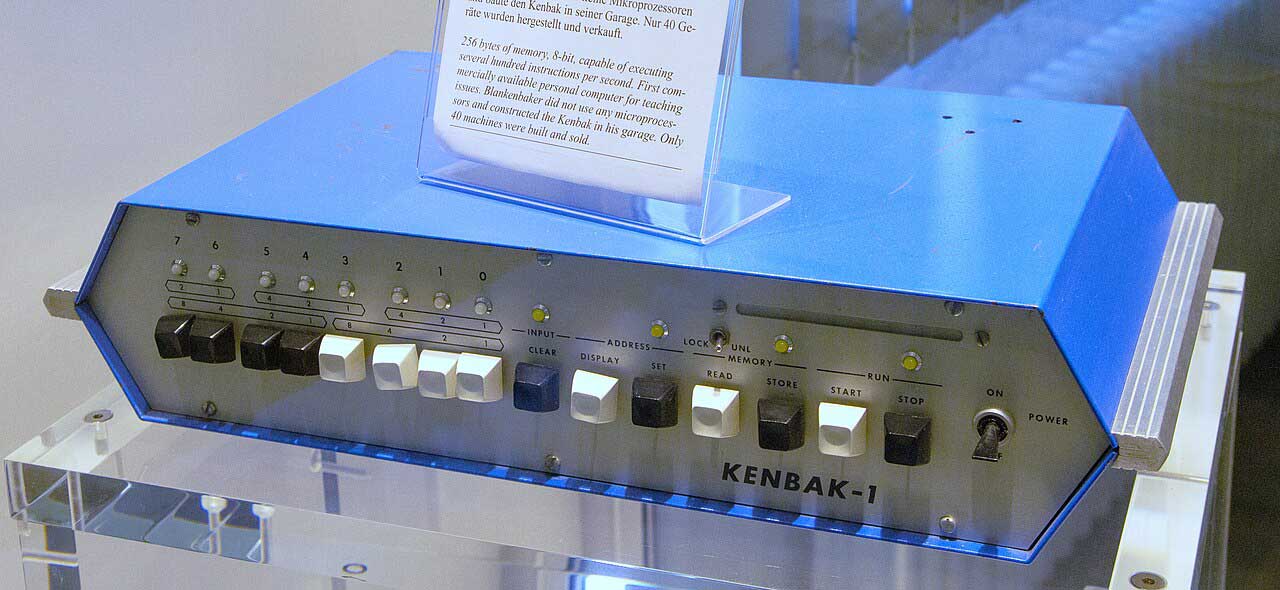 Mikroprozessoren
baute den Kenbak in seiner Garage. Nur 40 Ge-
räte wurden hergestellt und verkauft.
256 bytes of memory, 8-bit, capable of executing
several hundred instructions per second. First com-
mercially available personal computer for teaching
issues. Blankenbaker did not use any microproces-
sors and constructed the Kenbak in his garage. Only
40 machines were built and sold.
7 6 5 4 3 2 1 0
2 1 4 2 1 4 2 1
8 4 2 1 8 4 2 1
INPUT ADDRESS LOCK UNL MEMORY RUN
CLEAR DISPLAY SET READ STORE START STOP
ON
POWER
KENBAK-1